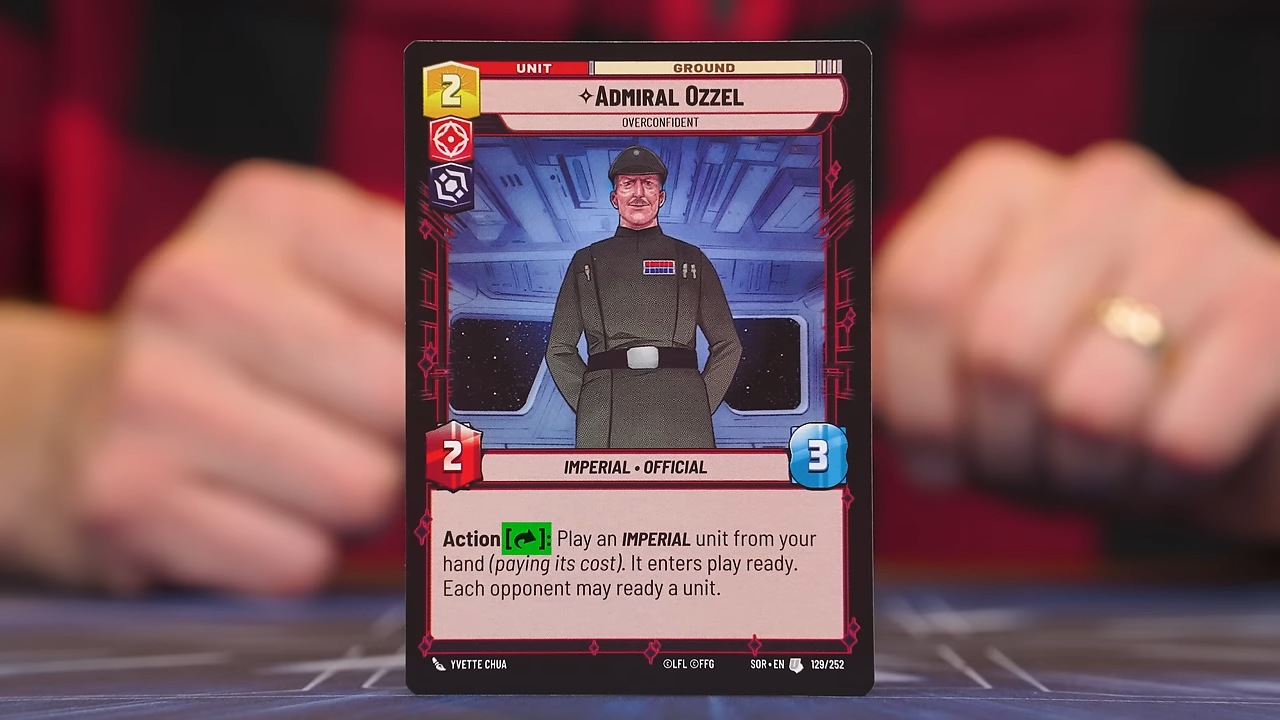 UNIT GROUND
2 ADMIRAL OZZEL
OVERCONFIDENT
2 IMPERIAL • OFFICIAL 3
Action [ ]: Play an IMPERIAL unit from your
hand (paying its cost). It enters play ready.
Each opponent may ready a unit.
YVETTE CHUA ©LFL ©FFG SOR • EN 129/252